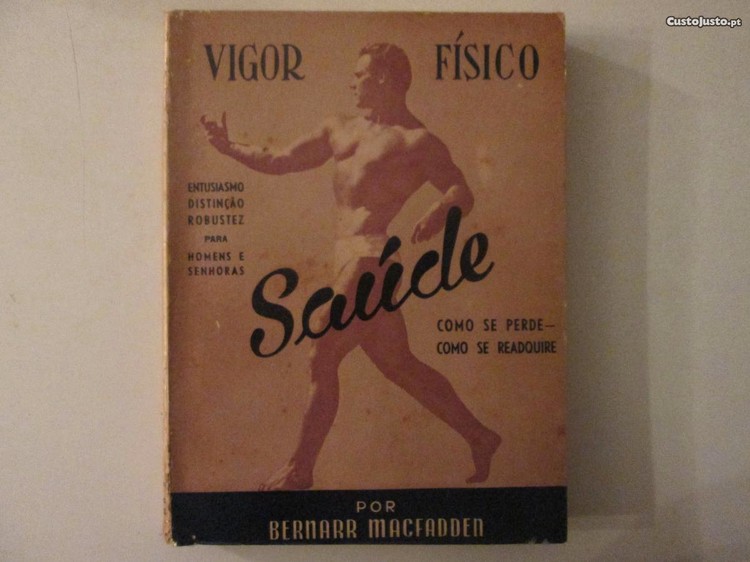 CustoJusto.pt
VIGOR FÍSICO
ENTUSIASMO
DISTINÇÃO
ROBUSTEZ
PARA
HOMENS E
SENHORAS
Saúde
COMO SE PERDE—
COMO SE READQUIRE
POR
BERNARR MACFADDEN